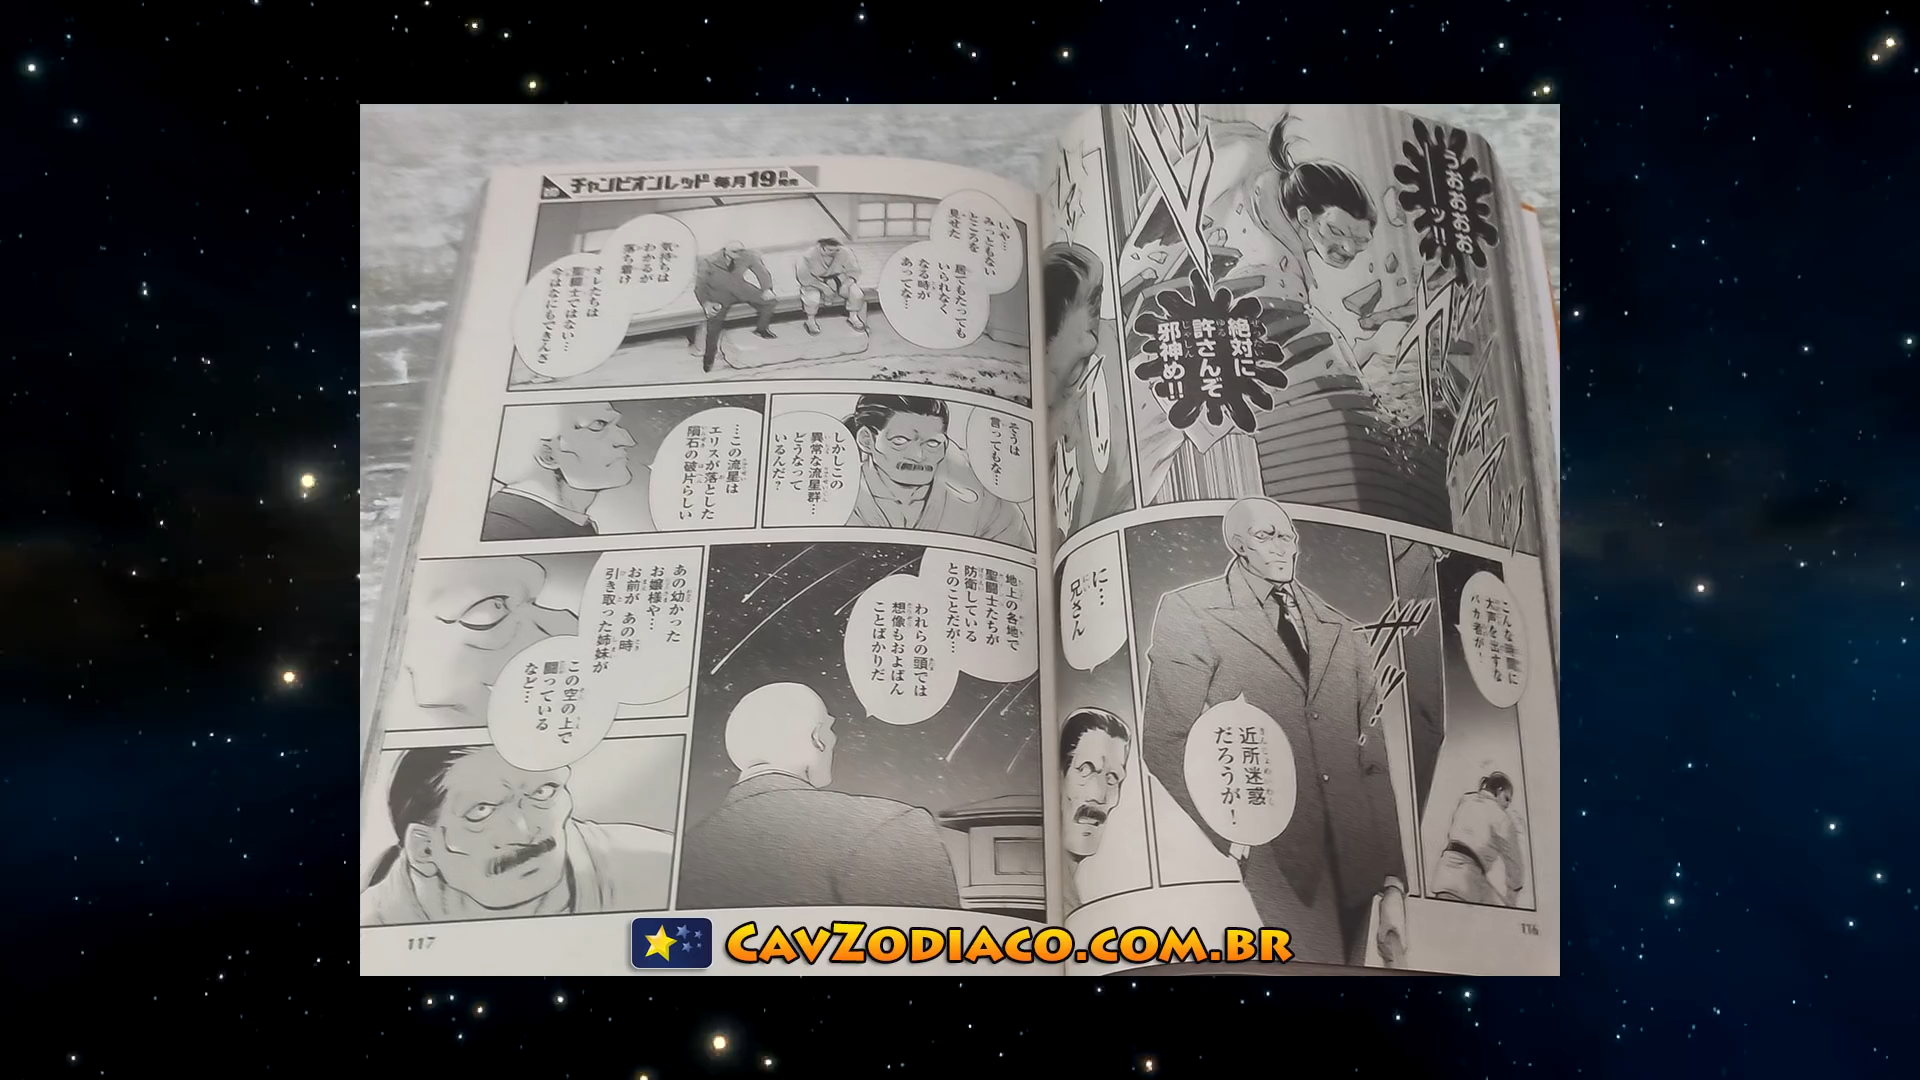 うおおおおお
――ッ!!
絶対に
許さんぞ
邪神め!!
こんな時間に
大声を出すな
バカ者が!
近所迷惑
だろうが!
に…
兄さん
116
チャンピオンレッド 毎月19日発売
いや…
みっともない
ところを
見せた
居てもたっても
いられなく
なる時が
あってな…
気持ちは
わかるが
落ち着け
オレたちは
聖闘士ではない…
今はなにもできんさ
そうは
言ってもな…
しかしこの
異常な流星群…
どうなって
いるんだ?
…この流星は
エリスが落とした
隕石の破片らしい
地上の各地で
聖闘士たちが
防衛している
とのことだが…
われらの頭では
想像もおよばん
ことばかりだ
あの幼かった
お嬢様や…
お前が あの時
引き取った姉妹が
この空の上で
闘っている
など…
117
CavZodiaco.com.br